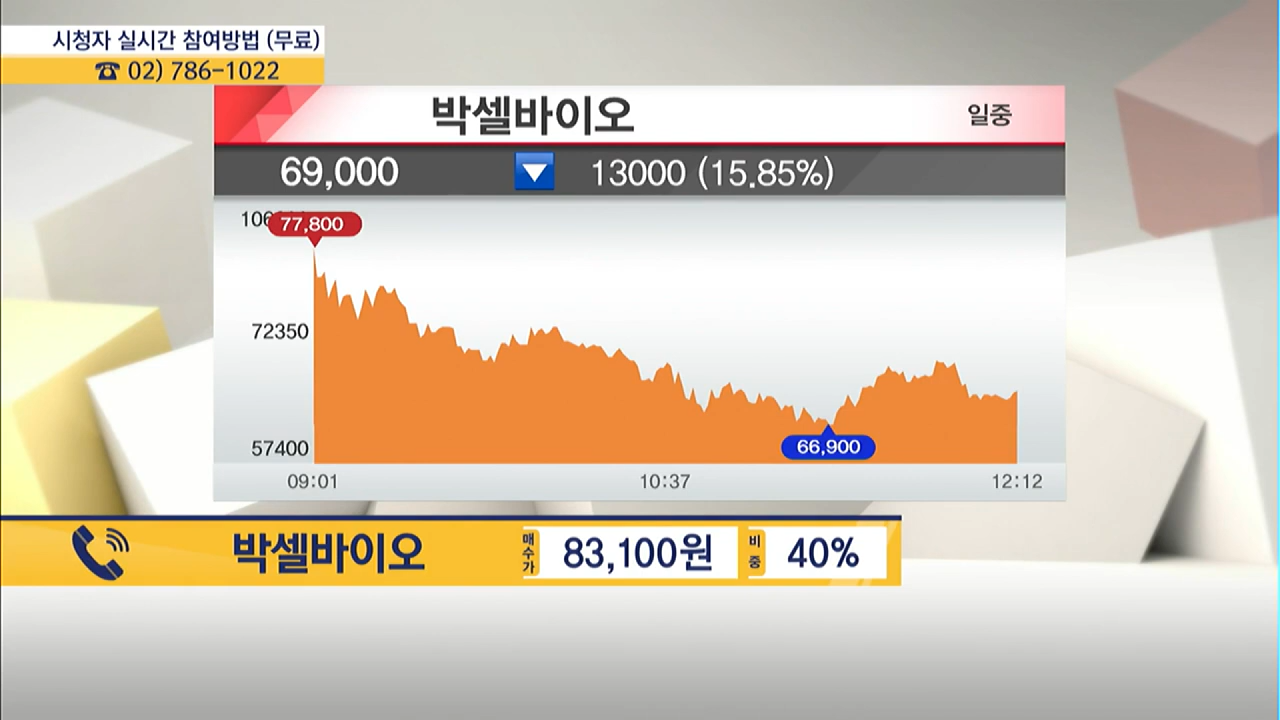 시청자 실시간 참여방법 (무료)
☎ 02) 786-1022
박셀바이오
일중
69,000 ▼ 13000 (15.85%)
77,800
72350
57400
66,900
09:01 10:37 12:12
박셀바이오 매수가 83,100원 비중 40%